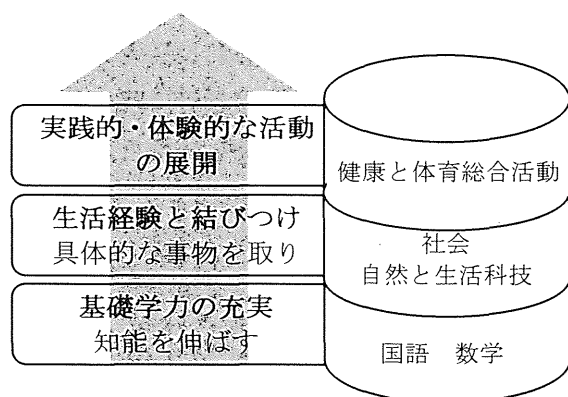 実践的・体験的な活動
の展開
健康と体育総合活動
生活経験と結びつけ
具体的な事物を取り
社会
自然と生活科技
基礎学力の充実
知能を伸ばす
国語 数学